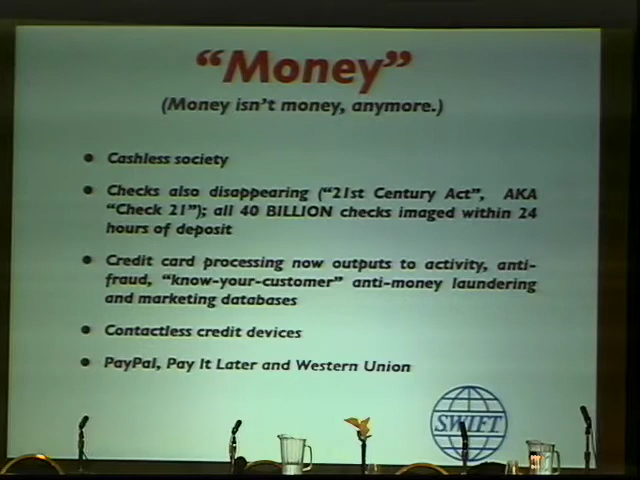 “Money”
(Money isn’t money, anymore.)
Cashless society
Checks also disappearing (“21st Century Act”, AKA
“Check 21”); all 40 BILLION checks imaged within 24
hours of deposit
Credit card processing now outputs to activity, anti-
fraud, “know-your-customer” anti-money laundering
and marketing databases
Contactless credit devices
PayPal, Pay It Later and Western Union
SWIFT